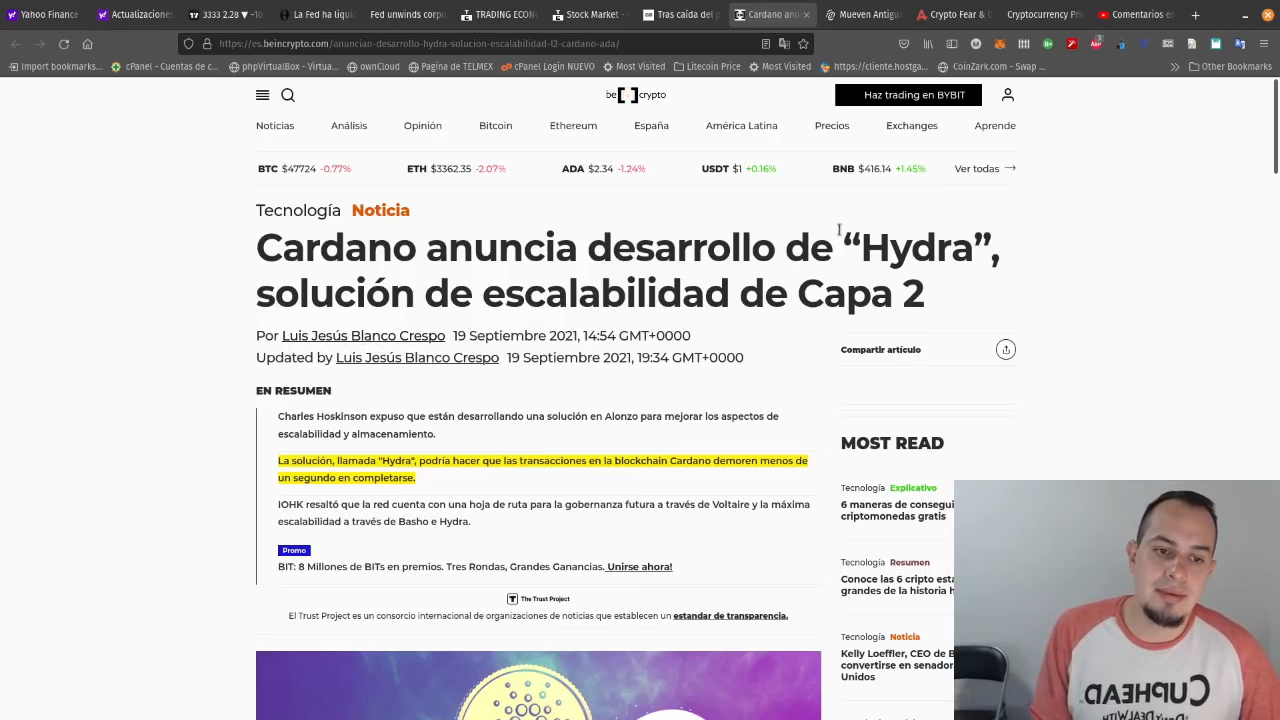 Yahoo Finance
Actualizaciones
3333 2.28 ▼ −1
last|angryc
Fed winds comp
Emtech and El S
Stock Market -
Tras caída del p
Cardano anu
Mueven Antiguo
Crypto Fear & G
Cryptocurrency Pri
Comentarios en
https://es.beincrypto.com/anuncian-desarrollo-hydra-solucion-escalabilidad-l2-cardano-ada/
Import bookmarks...
cPanel - Cuentas de c...
phpVirtualBox - Virtua...
ownCloud
Pagina de TELMEX
cPanel Login NUEVO
Most Visited
Litecoin Price
Most Visited
https://cliente.hostga...
CoinZar.com - Swap ...
Other Bookmarks
be[ ]crypto
Haz trading en BYBIT
Noticias Análisis Opinión Bitcoin Ethereum España América Latina Precios Exchanges Aprende
BTC $47724 -0.77% ETH $3362.35 -2.07% ADA $2.34 -1.24% USDT $1 +0.16% BNB $416.14 +1.45% Ver todas →
Tecnología Noticia
Cardano anuncia desarrollo de “Hydra”,
solución de escalabilidad de Capa 2
Por Luis Jesús Blanco Crespo 19 Septiembre 2021, 14:54 GMT+0000
Updated by Luis Jesús Blanco Crespo 19 Septiembre 2021, 19:34 GMT+0000
Compartir artículo
EN RESUMEN
Charles Hoskinson expuso que están desarrollando una solución en Alonzo para mejorar los aspectos de
escalabilidad y almacenamiento.
La solución, llamada "Hydra", podría hacer que las transacciones en la blockchain Cardano demoren menos de
un segundo en completarse.
IOHK resaltó que la red cuenta con una hoja de ruta para la gobernanza futura a través de Voltaire y la máxima
escalabilidad a través de Basho e Hydra.
Promo
BIT: 8 Millones de BITs en premios. Tres Rondas, Grandes Ganancias. Unirse ahora!
The Trust Project
El Trust Project es un consorcio internacional de organizaciones de noticias que establecen un estandar de transparencia.
MOST READ
Tecnología Explicativo
6 maneras de consegui
criptomonedas gratis
Tecnología Resumen
Conoce las 6 cripto esta
grandes de la historia h
Tecnología Noticia
Kelly Loeffler, CEO de B
convertirse en senador
Unidos
CUPHEAD